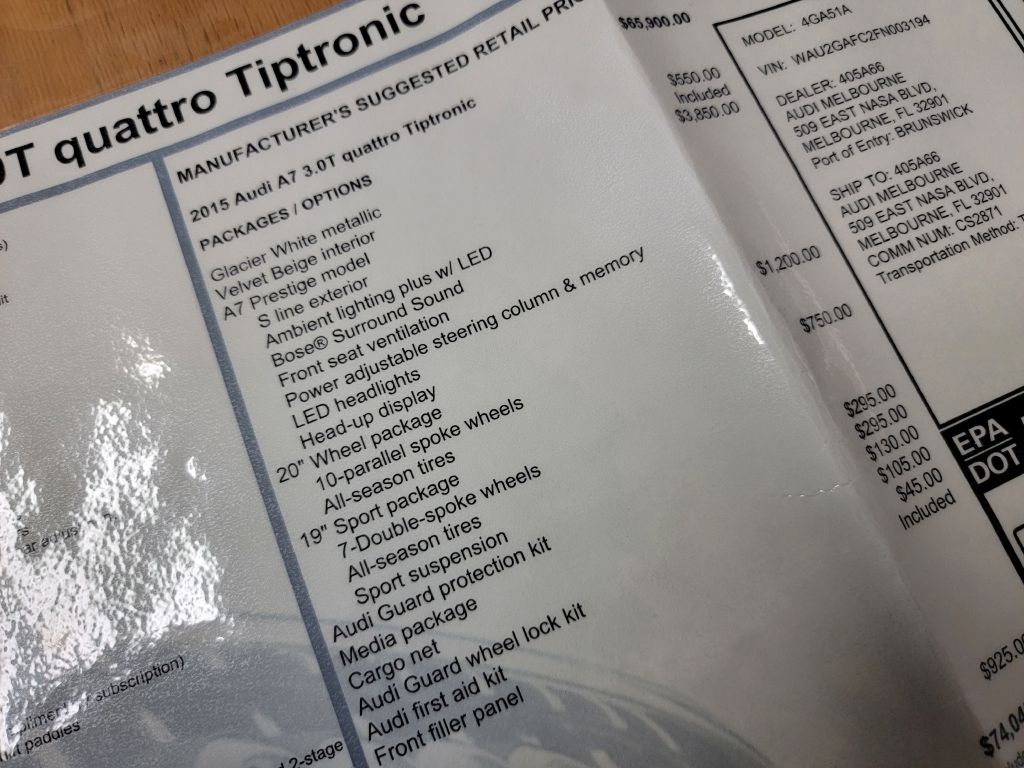 0T quattro Tiptronic
MANUFACTURER'S SUGGESTED RETAIL PRIC
2015 Audi A7 3.0T quattro Tiptronic
PACKAGES / OPTIONS
Glacier White metallic
Velvet Beige interior
A7 Prestige model
S line exterior
Ambient lighting plus w/ LED
Bose® Surround Sound
Front seat ventilation
Power adjustable steering column & memory
LED headlights
Head-up display
20" Wheel package
10-parallel spoke wheels
All-season tires
19" Sport package
7-Double-spoke wheels
All-season tires
Sport suspension
Audi Guard protection kit
Media package
Cargo net
Audi Guard wheel lock kit
Audi first aid kit
Front filler panel
$65,900.00
$550.00
Included
$3,850.00
$1,200.00
$750.00
$295.00
$295.00
$130.00
$105.00
$45.00
Included
$925.00
$74,04
MODEL: 4GA51A
VIN: WAU2GAFC2FN003194
DEALER: 405A66
AUDI MELBOURNE
509 EAST NASA BLVD.
MELBOURNE, FL 32901
Port of Entry: BRUNSWICK
SHIP TO: 405A66
AUDI MELBOURNE
509 EAST NASA BLVD.
MELBOURNE, FL 32901
COMM NUM: CS2871
Transportation Method: T
EPA
DOT
subscription)
paddles
2-stage